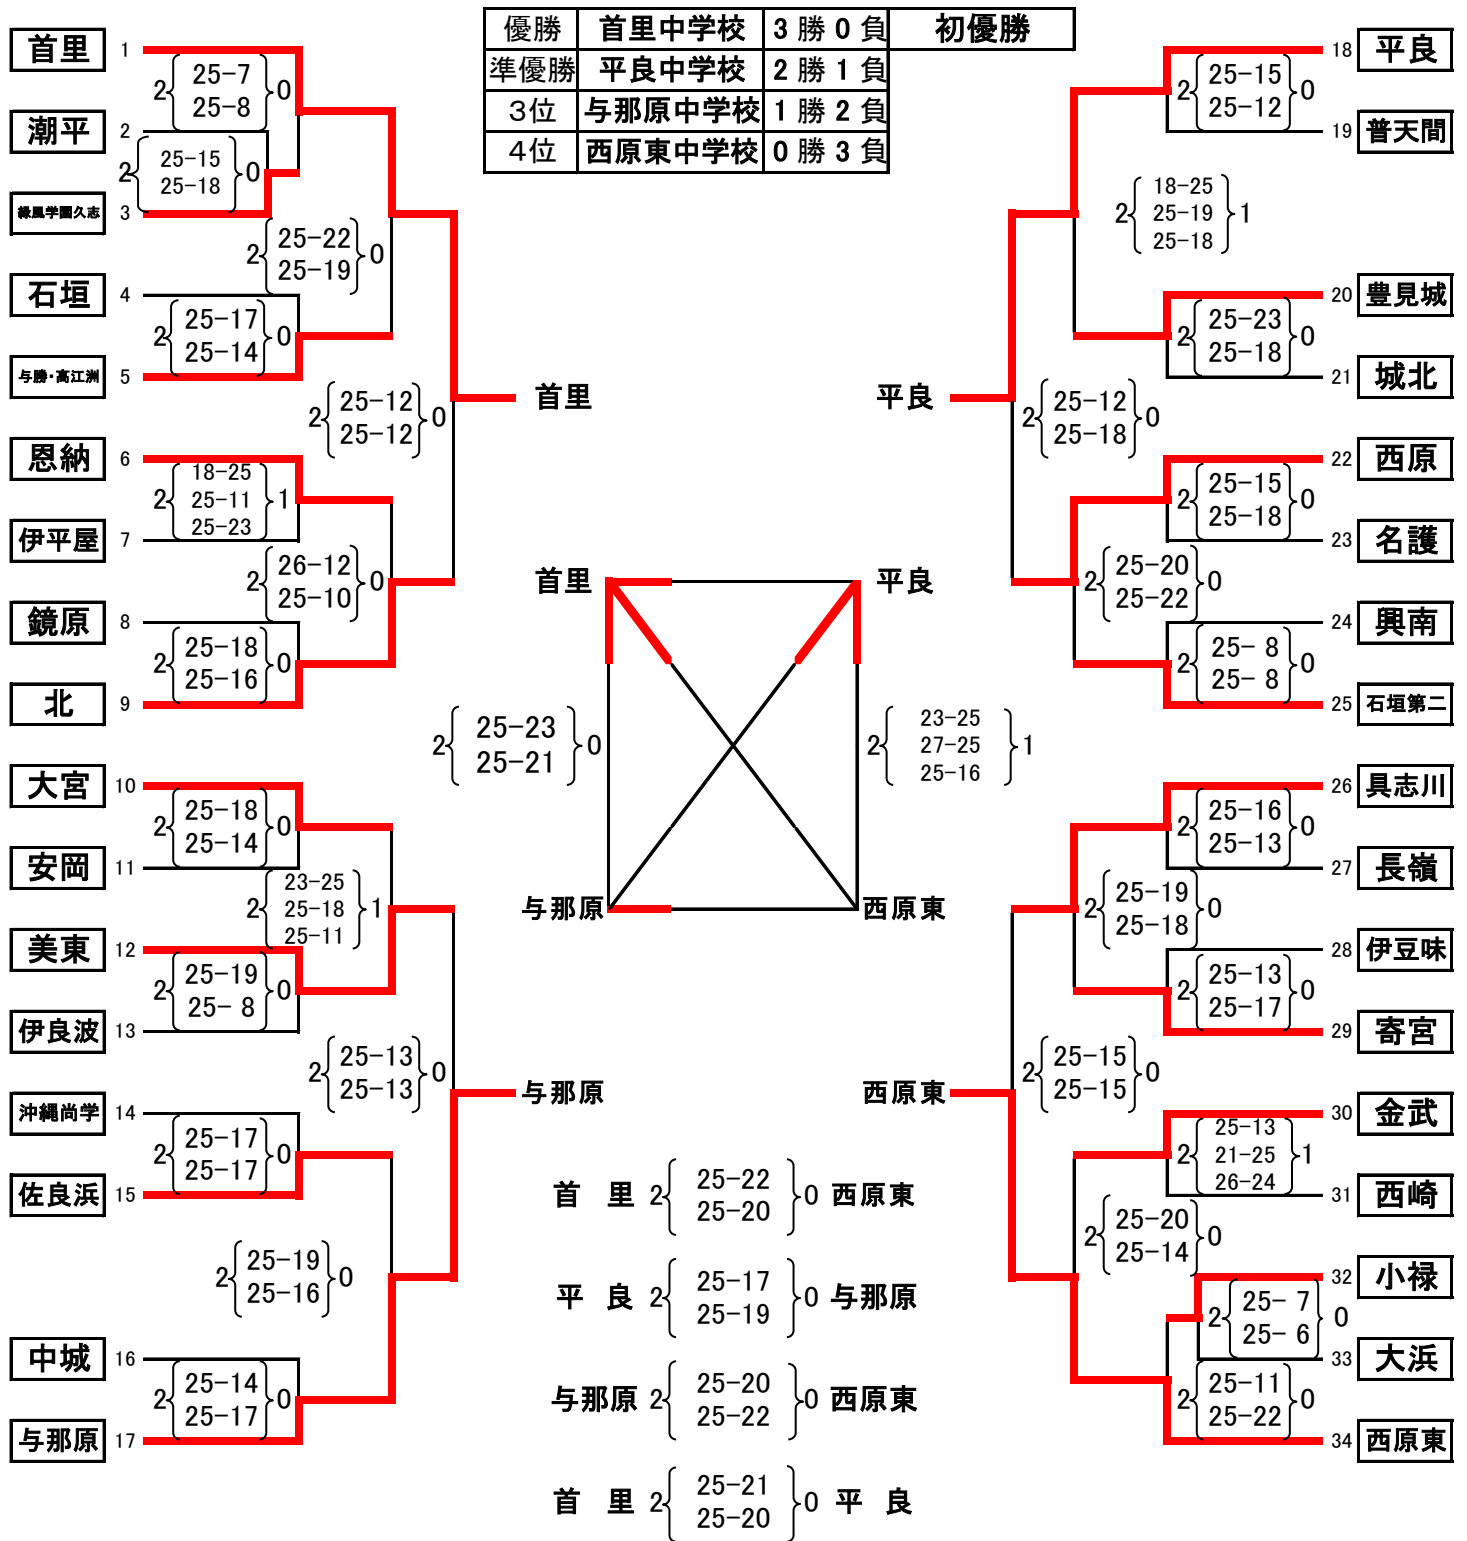 優勝 首里中学校 3 勝 0 負 初優勝
準優勝 平良中学校 2 勝 1 負
3位 与那原中学校 1 勝 2 負
4位 西原東中学校 0 勝 3 負
首里 1
2 25-7 0
25-8
潮平 2
2 25-15 0
25-18
緑風学園久志 3
2 25-22 0
25-19
石垣 4
2 25-17 0
25-14
与勝・高江洲 5
2 25-12 0
25-12
首里
恩納 6
18-25
2 25-11 1
25-23
伊平屋 7
2 26-12 0
25-10
鏡原 8
2 25-18 0
25-16
北 9
大宮 10
2 25-18 0
25-14
安岡 11
23-25
2 25-18 1
25-11
美東 12
2 25-19 0
25- 8
伊良波 13
2 25-13 0
25-13
与那原
沖縄尚学 14
2 25-17 0
25-17
佐良浜 15
2 25-19 0
25-16
中城 16
2 25-14 0
25-17
与那原 17
首里 平良
2 25-23 0
25-21
23-25
2 27-25 1
25-16
与那原 西原東
首 里 2 25-22 0 西原東
25-20
平 良 2 25-17 0 与那原
25-19
与那原 2 25-20 0 西原東
25-22
首 里 2 25-21 0 平 良
25-20
18 平良
2 25-15 0
25-12
19 普天間
18-25
2 25-19 1
25-18
20 豊見城
2 25-23 0
25-18
21 城北
平良
2 25-12 0
25-18
22 西原
2 25-15 0
25-18
23 名護
2 25-20 0
25-22
24 興南
2 25- 8 0
25- 8
25 石垣第二
26 具志川
2 25-16 0
25-13
27 長嶺
2 25-19 0
25-18
28 伊豆味
2 25-13 0
25-17
29 寄宮
西原東
2 25-15 0
25-15
30 金武
25-13
2 21-25 1
26-24
31 西崎
2 25-20 0
25-14
32 小禄
2 25- 7 0
25- 6
33 大浜
2 25-11 0
25-22
34 西原東